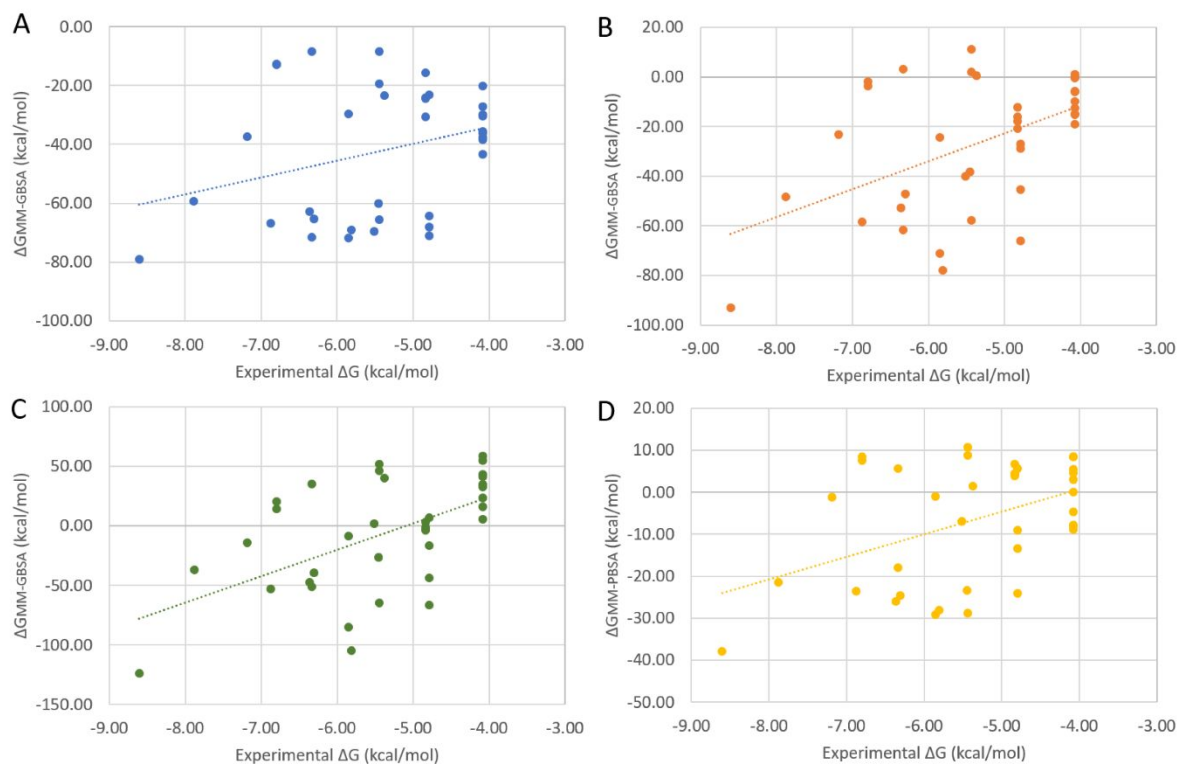 A
0.00
-20.00
-40.00
-60.00
-80.00
-100.00
ΔGMM-GBSA (kcal/mol)
-9.00 -8.00 -7.00 -6.00 -5.00 -4.00 -3.00
Experimental ΔG (kcal/mol)
B
20.00
0.00
-20.00
-40.00
-60.00
-80.00
-100.00
ΔGMM-GBSA (kcal/mol)
-9.00 -8.00 -7.00 -6.00 -5.00 -4.00 -3.00
Experimental ΔG (kcal/mol)
C
100.00
50.00
0.00
-50.00
-100.00
-150.00
ΔGMM-GBSA (kcal/mol)
-9.00 -8.00 -7.00 -6.00 -5.00 -4.00 -3.00
Experimental ΔG (kcal/mol)
D
20.00
10.00
0.00
-10.00
-20.00
-30.00
-40.00
-50.00
ΔGMM-PBSA (kcal/mol)
-9.00 -8.00 -7.00 -6.00 -5.00 -4.00 -3.00
Experimental ΔG (kcal/mol)